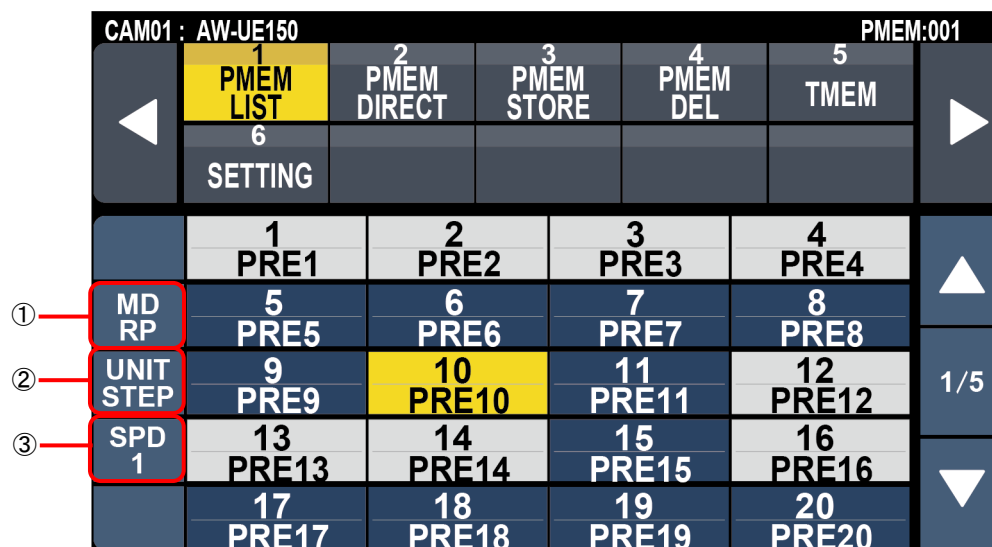 CAM01 : AW-UE150 PMEM:001
1 2 3 4 5
PMEM LIST PMEM DIRECT PMEM STORE PMEM DEL TMEM
6
SETTING
1 2 3 4
PRE1 PRE2 PRE3 PRE4
① MD RP 5 6 7 8
PRE5 PRE6 PRE7 PRE8
② UNIT STEP 9 10 11 12 1/5
PRE9 PRE10 PRE11 PRE12
③ SPD 1 13 14 15 16
PRE13 PRE14 PRE15 PRE16
17 18 19 20
PRE17 PRE18 PRE19 PRE20